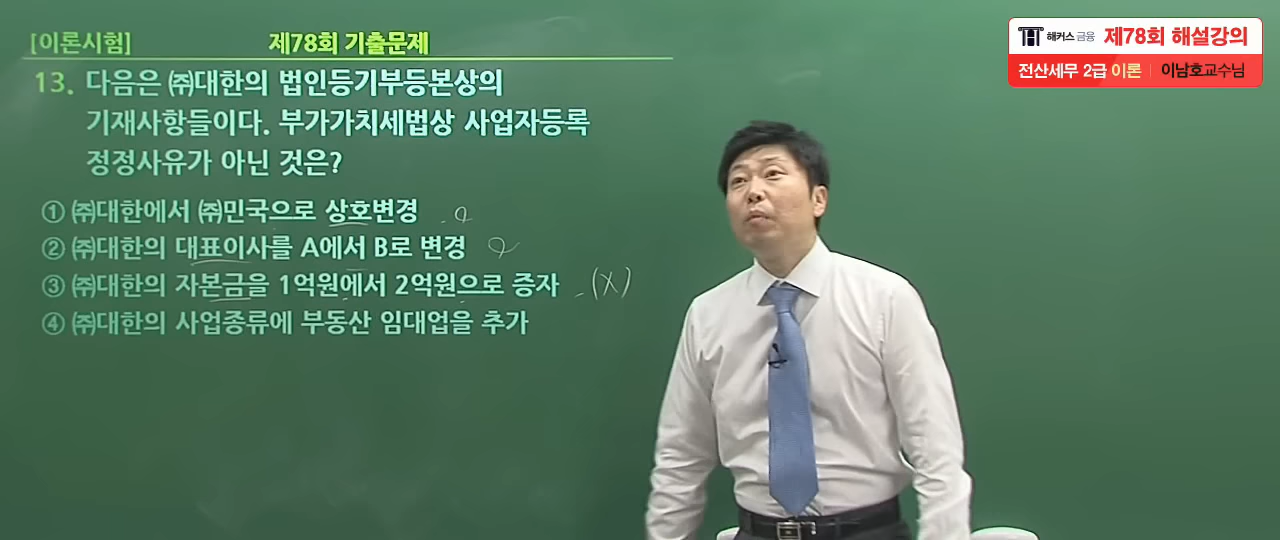 [이론시험] 제78회 기출문제
13. 다음은 ㈜대한의 법인등기부등본상의
기재사항들이다. 부가가치세법상 사업자등록
정정사유가 아닌 것은?
① ㈜대한에서 ㈜민국으로 상호변경
② ㈜대한의 대표이사를 A에서 B로 변경
③ ㈜대한의 자본금을 1억원에서 2억원으로 증자 (X)
④ ㈜대한의 사업종류에 부동산 임대업을 추가
해커스 금융 제78회 해설강의
전산세무 2급 이론 | 이남호교수님